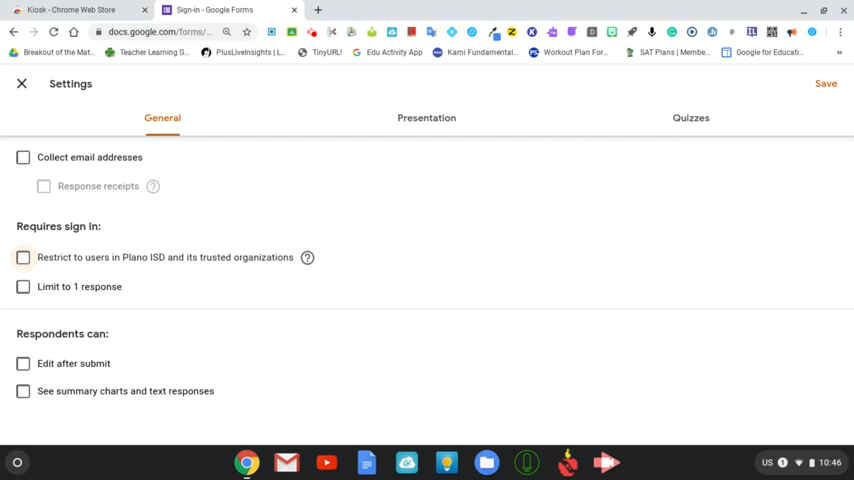 Kiosk - Chrome Web Store
Sign-in - Google Forms
docs.google.com/forms/...
Breakout of the Mat...
Teacher Learning G...
PlusLiveInsights | L...
TinyURL!
Edu Activity App
Kami Fundamental...
Workout Plan For...
SAT Plans | Membe...
Google for Educati...
Settings
Save
General
Presentation
Quizzes
Collect email addresses
Response receipts
Requires sign in:
Restrict to users in Plano ISD and its trusted organizations
Limit to 1 response
Respondents can:
Edit after submit
See summary charts and text responses
US 1 10:46